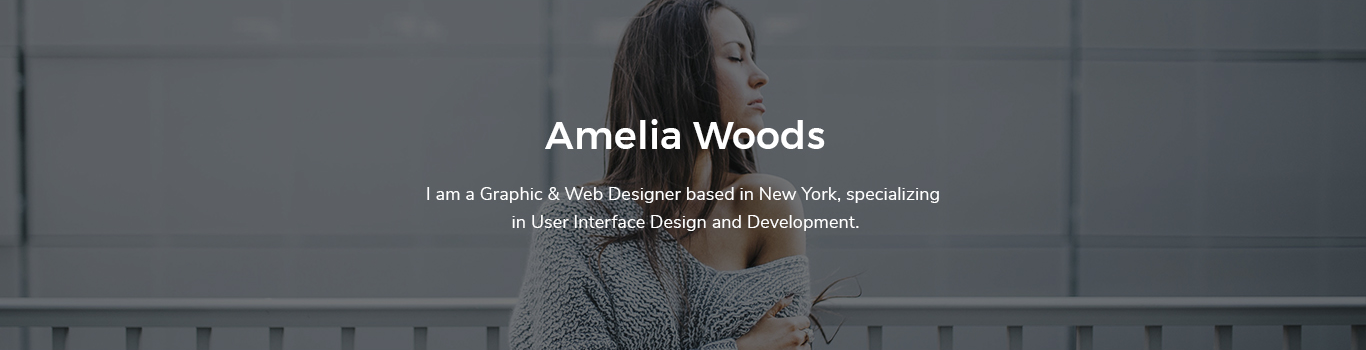 Amelia Woods
I am a Graphic & Web Designer based in New York, specializing
in User Interface Design and Development.